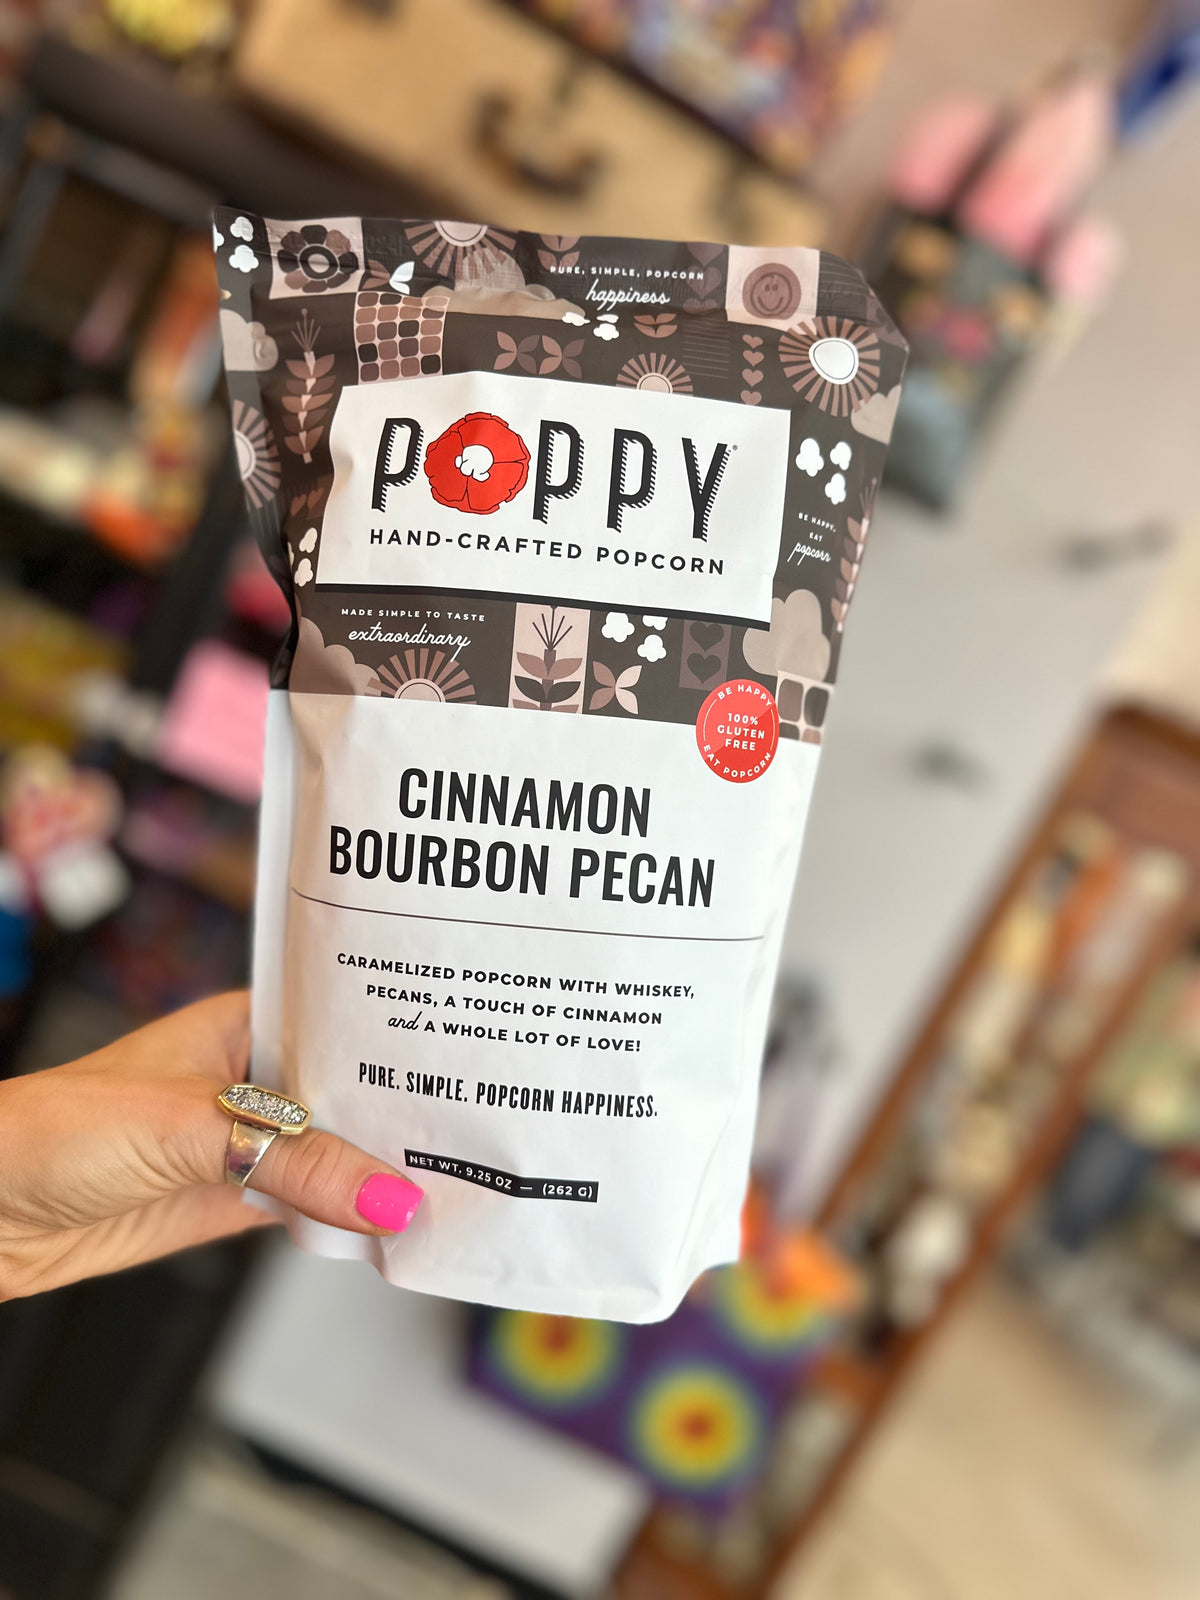 PURE, SIMPLE, POPCORN
happiness
POPPY®
HAND-CRAFTED POPCORN
BE HAPPY,
EAT
popcorn
MADE SIMPLE TO TASTE
extraordinary
BE HAPPY
100%
GLUTEN
FREE
EAT POPCORN
CINNAMON
BOURBON PECAN
CARAMELIZED POPCORN WITH WHISKEY,
PECANS, A TOUCH OF CINNAMON
and A WHOLE LOT OF LOVE!
PURE. SIMPLE. POPCORN HAPPINESS.
NET WT. 9.25 OZ — (262 G)